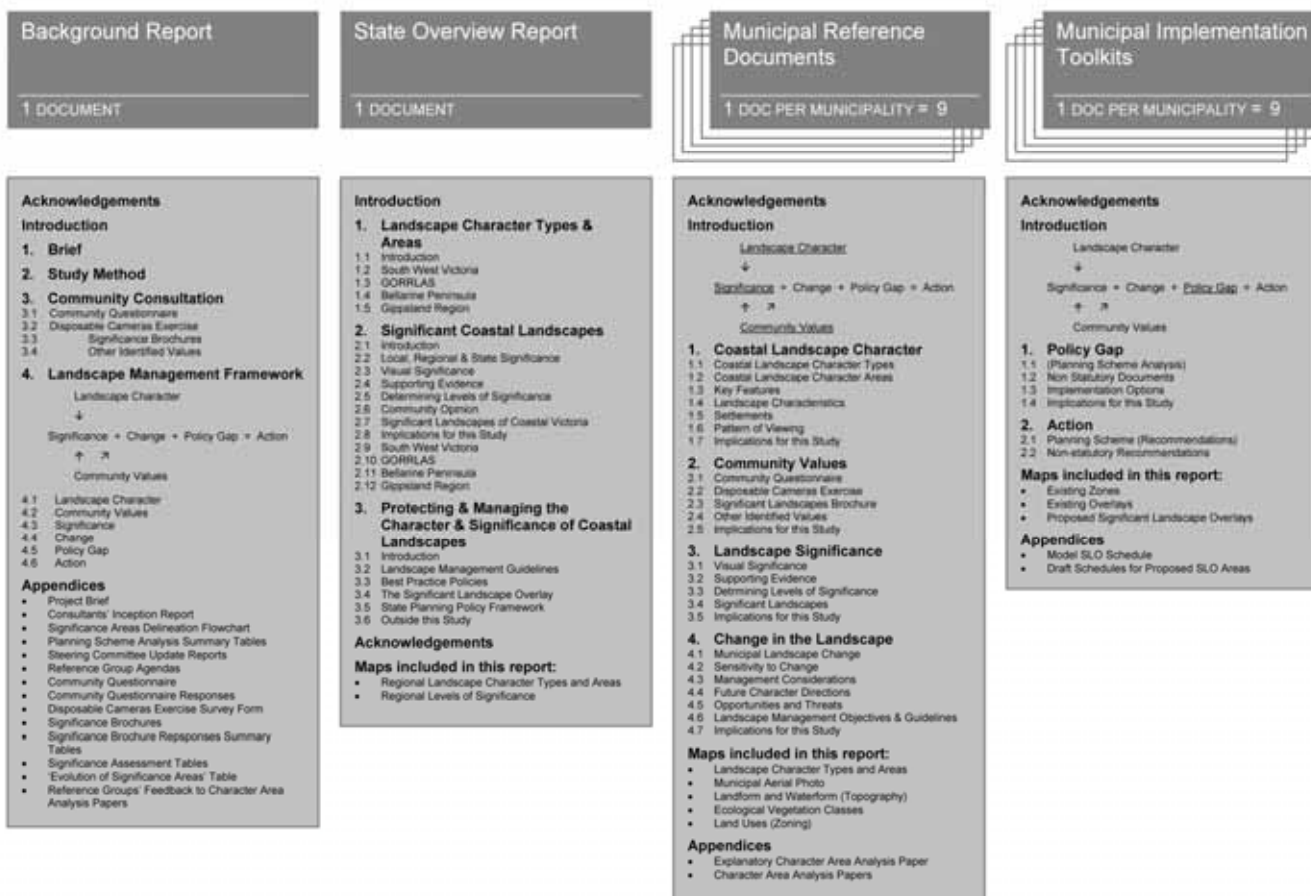 Background Report
1 DOCUMENT
Acknowledgements
Introduction
1. Brief
2. Study Method
3. Community Consultation
3.1 Community Questionnaire
3.2 Disposable Cameras Exercise
3.3 Significance Brochures
3.4 Other Identified Values
4. Landscape Management Framework
Landscape Character
↓
Significance + Change + Policy Gap + Action
↑ ↗
Community Values
4.1 Landscape Character
4.2 Community Values
4.3 Significance
4.4 Change
4.5 Policy Gap
4.6 Action
Appendices
• Project Brief
• Consultants' Inception Report
• Significance Areas Delineation Flowchart
• Planning Scheme Analysis Summary Tables
• Steering Committee Update Reports
• Reference Group Agendas
• Community Questionnaire
• Community Questionnaire Responses
• Disposable Cameras Exercise Survey Form
• Significance Brochures
• Significance Brochure Repsponses Summary
Tables
• Significance Assessment Tables
• 'Evolution of Significance Areas' Table
• Reference Groups' Feedback to Character Area
Analysis Papers
State Overview Report
1 DOCUMENT
Introduction
1. Landscape Character Types &
Areas
1.1 Introduction
1.2 South West Victoria
1.3 GORRLAS
1.4 Bellarine Peninsula
1.5 Gippsland Region
2. Significant Coastal Landscapes
2.1 Introduction
2.2 Local, Regional & State Significance
2.3 Visual Significance
2.4 Supporting Evidence
2.5 Determining Levels of Significance
2.6 Community Opinion
2.7 Significant Landscapes of Coastal Victoria
2.8 Implications for this Study
2.9 South West Victoria
2.10 GORRLAS
2.11 Bellarine Peninsula
2.12 Gippsland Region
3. Protecting & Managing the
Character & Significance of Coastal
Landscapes
3.1 Introduction
3.2 Landscape Management Guidelines
3.3 Best Practice Policies
3.4 The Significant Landscape Overlay
3.5 State Planning Policy Framework
3.6 Outside this Study
Acknowledgements
Maps included in this report:
• Regional Landscape Character Types and Areas
• Regional Levels of Significance
Municipal Reference
Documents
1 DOC PER MUNICIPALITY = 9
Acknowledgements
Introduction
Landscape Character
↓
Significance + Change + Policy Gap + Action
↑ ↗
Community Values
1. Coastal Landscape Character
1.1 Coastal Landscape Character Types
1.2 Coastal Landscape Character Areas
1.3 Key Features
1.4 Landscape Characteristics
1.5 Settlements
1.6 Pattern of Viewing
1.7 Implications for this Study
2. Community Values
2.1 Community Questionnaire
2.2 Disposable Cameras Exercise
2.3 Significant Landscapes Brochure
2.4 Other Identified Values
2.5 Implications for this Study
3. Landscape Significance
3.1 Visual Significance
3.2 Supporting Evidence
3.3 Detrmining Levels of Significance
3.4 Significant Landscapes
3.5 Implications for this Study
4. Change in the Landscape
4.1 Municipal Landscape Change
4.2 Sensitivity to Change
4.3 Management Considerations
4.4 Future Character Directions
4.5 Opportunities and Threats
4.6 Landscape Management Objectives & Guidelines
4.7 Implications for this Study
Maps included in this report:
• Landscape Character Types and Areas
• Municipal Aerial Photo
• Landform and Waterform (Topography)
• Ecological Vegetation Classes
• Land Uses (Zoning)
Appendices
• Explanatory Character Area Analysis Paper
• Character Area Analysis Papers
Municipal Implementation
Toolkits
1 DOC PER MUNICIPALITY = 9
Acknowledgements
Introduction
Landscape Character
↓
Significance + Change + Policy Gap + Action
↑ ↗
Community Values
1. Policy Gap
1.1 (Planning Scheme Analysis)
1.2 Non Statutory Documents
1.3 Implementation Options
1.4 Implications for this Study
2. Action
2.1 Planning Scheme (Recommendations)
2.2 Non-statutory Recommendations
Maps included in this report:
• Existing Zones
• Existing Overlays
• Proposed Significant Landscape Overlays
Appendices
• Model SLO Schedule
• Draft Schedules for Proposed SLO Areas